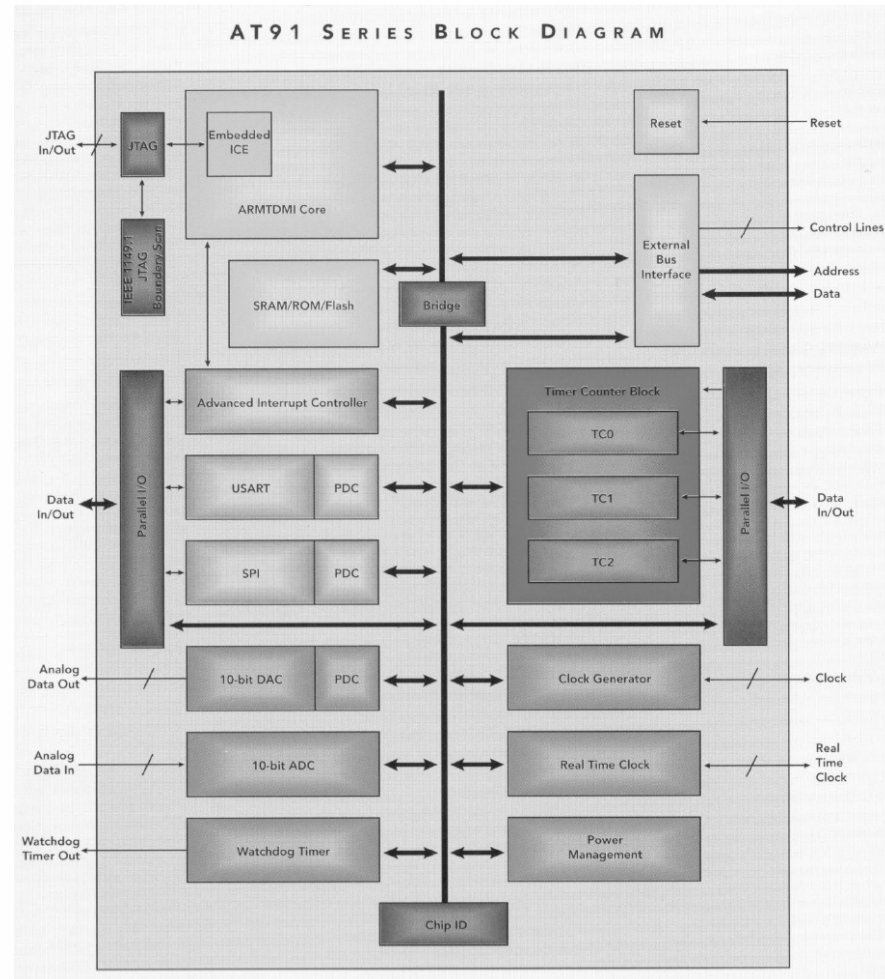 AT91 SERIES BLOCK DIAGRAM
JTAG
In/Out
JTAG
Embedded
ICE
ARMTDMI Core
IEEE 1149.1
JTAG
Boundery Scan
SRAM/ROM/Flash
Bridge
Reset
Reset
External
Bus
Interface
Control Lines
Address
Data
Data
In/Out
Parallel I/O
Advanced Interrupt Controller
USART
PDC
SPI
PDC
Timer Counter Block
TC0
TC1
TC2
Parallel I/O
Data
In/Out
Analog
Data Out
10-bit DAC
PDC
Clock Generator
Clock
Analog
Data In
10-bit ADC
Real Time Clock
Real
Time
Clock
Watchdog
Timer Out
Watchdog Timer
Power
Management
Chip ID